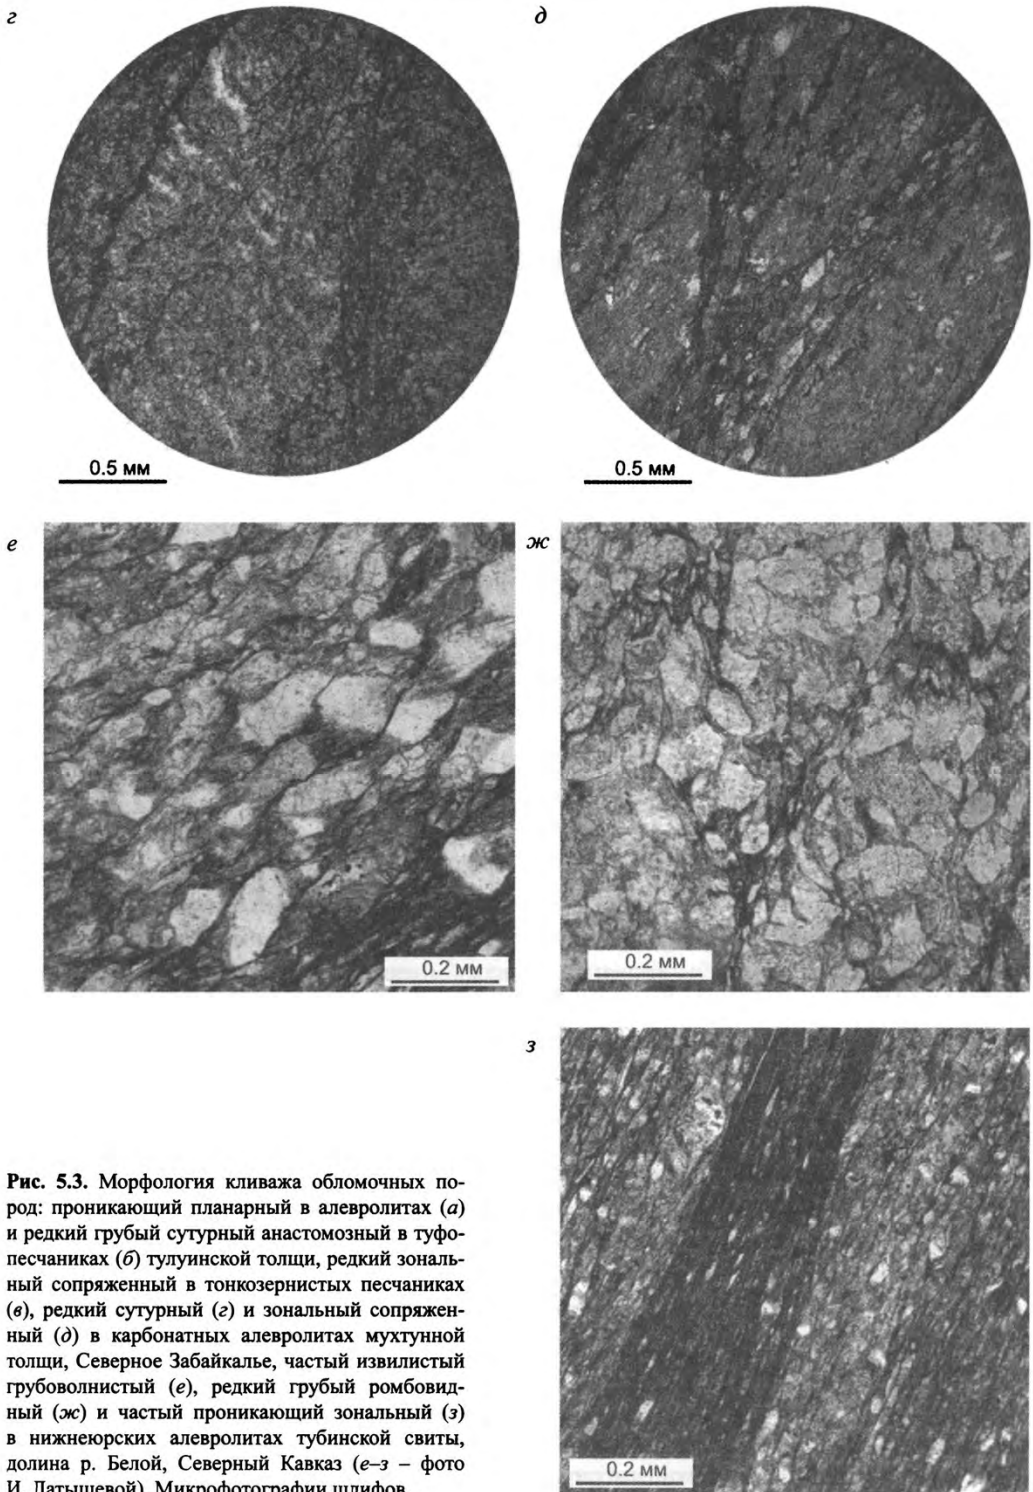 г
д
0.5 мм
0.5 мм
е
ж
0.2 мм
0.2 мм
з
0.2 мм
Рис. 5.3. Морфология кливажа обломочных по-
род: проникающий планарный в алевролитах (а)
и редкий грубый сутурный анастомозный в туфо-
песчаниках (б) тулуинской толщи, редкий зональ-
ный сопряженный в тонкозернистых песчаниках
(в), редкий сутурный (г) и зональный сопряжен-
ный (д) в карбонатных алевролитах мухтунной
толщи, Северное Забайкалье, частый извилистый
грубоволнистый (е), редкий грубый ромбовид-
ный (ж) и частый проникающий зональный (з)
в нижнеюрских алевролитах тубинской свиты,
долина р. Белой, Северный Кавказ (е–з – фото
И. Латышевой). Микрофотографии шлифов